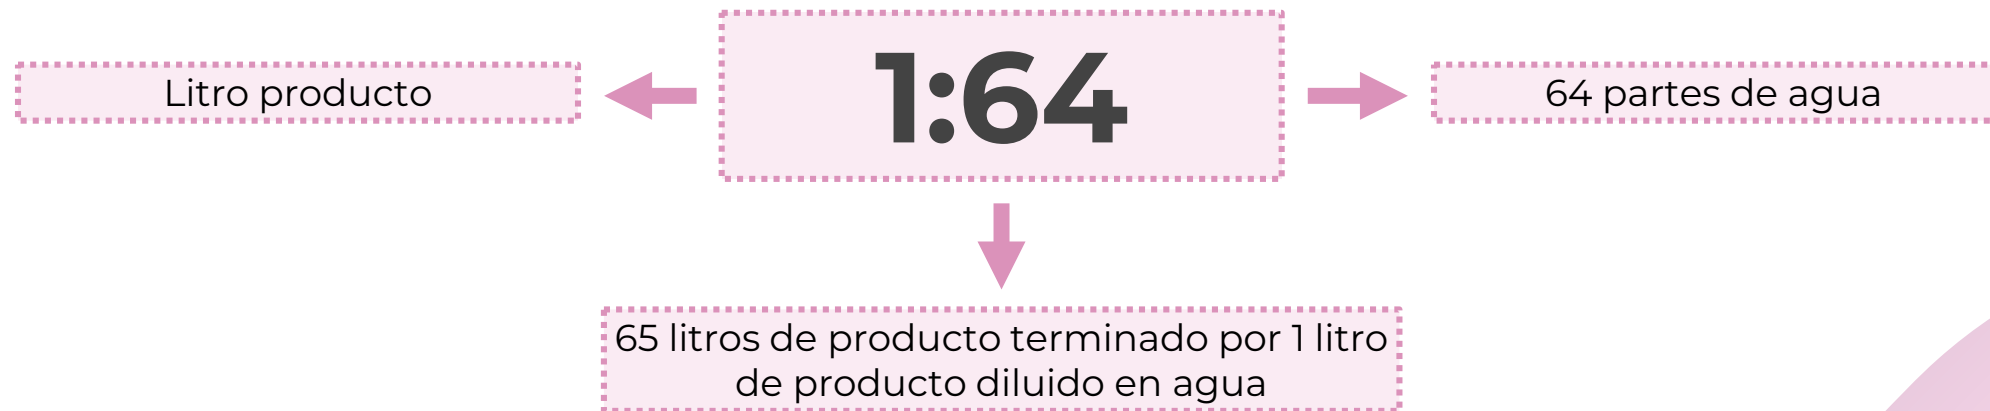 1:64
Litro producto
64 partes de agua
65 litros de producto terminado por 1 litro
de producto diluido en agua